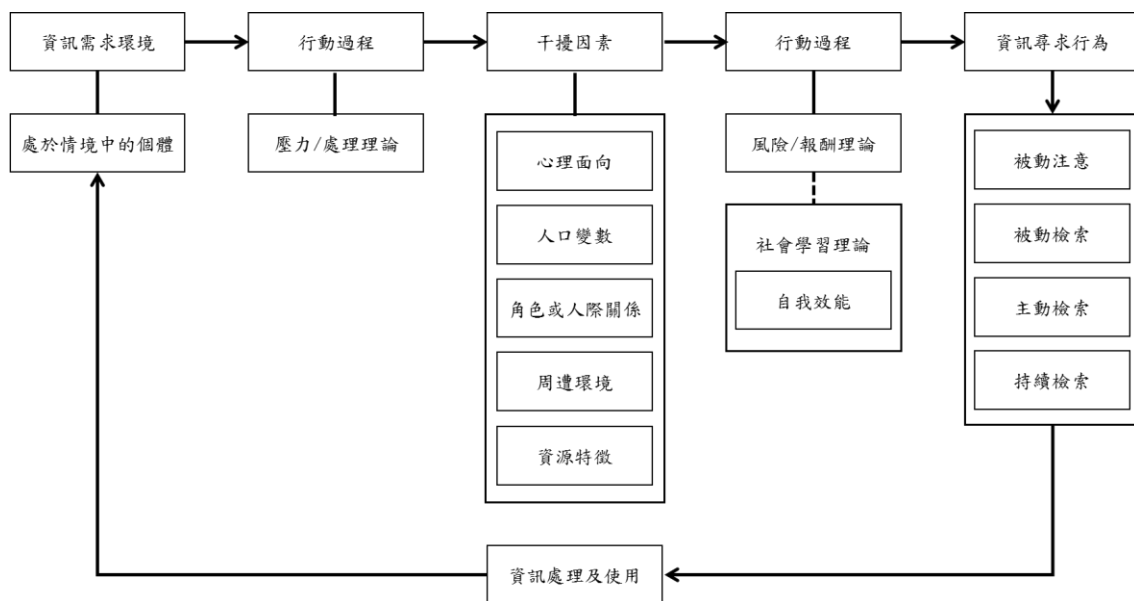 資訊需求環境
行動過程
干擾因素
行動過程
資訊尋求行為
處於情境中的個體
壓力/處理理論
心理面向
人口變數
角色或人際關係
周遭環境
資源特徵
風險/報酬理論
社會學習理論
自我效能
被動注意
被動檢索
主動檢索
持續檢索
資訊處理及使用